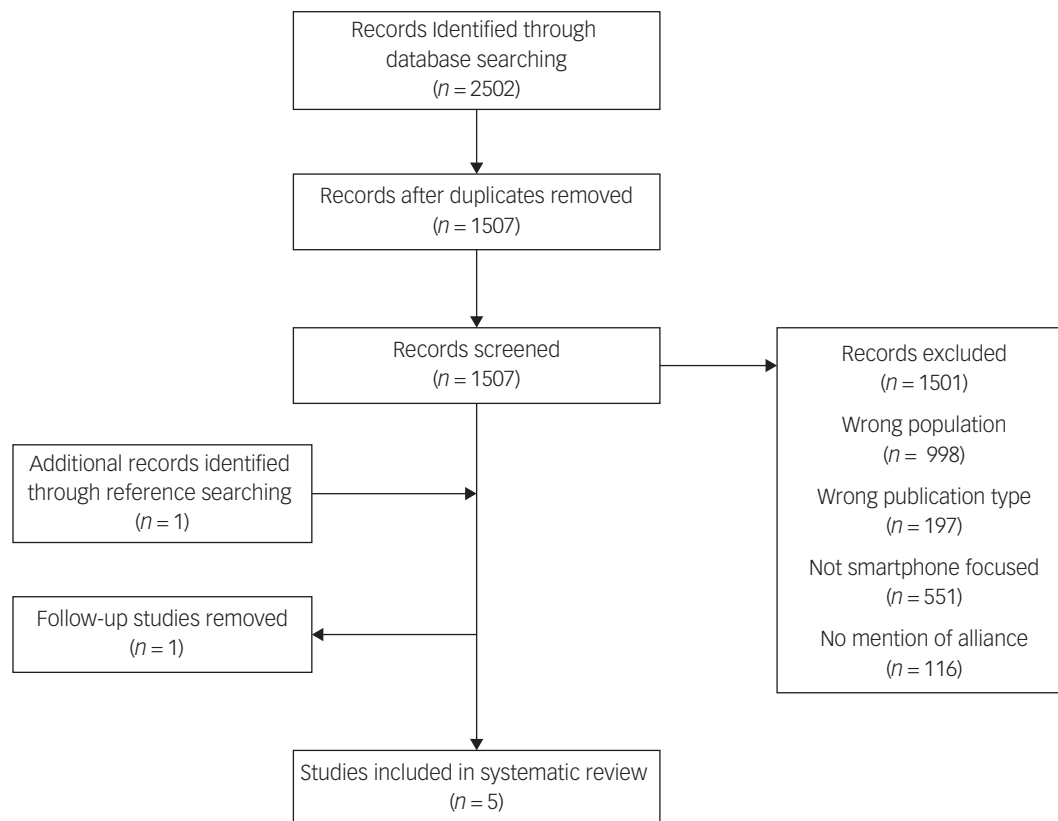 Records Identified through
database searching
(n = 2502)
Records after duplicates removed
(n = 1507)
Records screened
(n = 1507)
Records excluded
(n = 1501)
Wrong population
(n = 998)
Wrong publication type
(n = 197)
Not smartphone focused
(n = 551)
No mention of alliance
(n = 116)
Additional records identified
through reference searching
(n = 1)
Follow-up studies removed
(n = 1)
Studies included in systematic review
(n = 5)